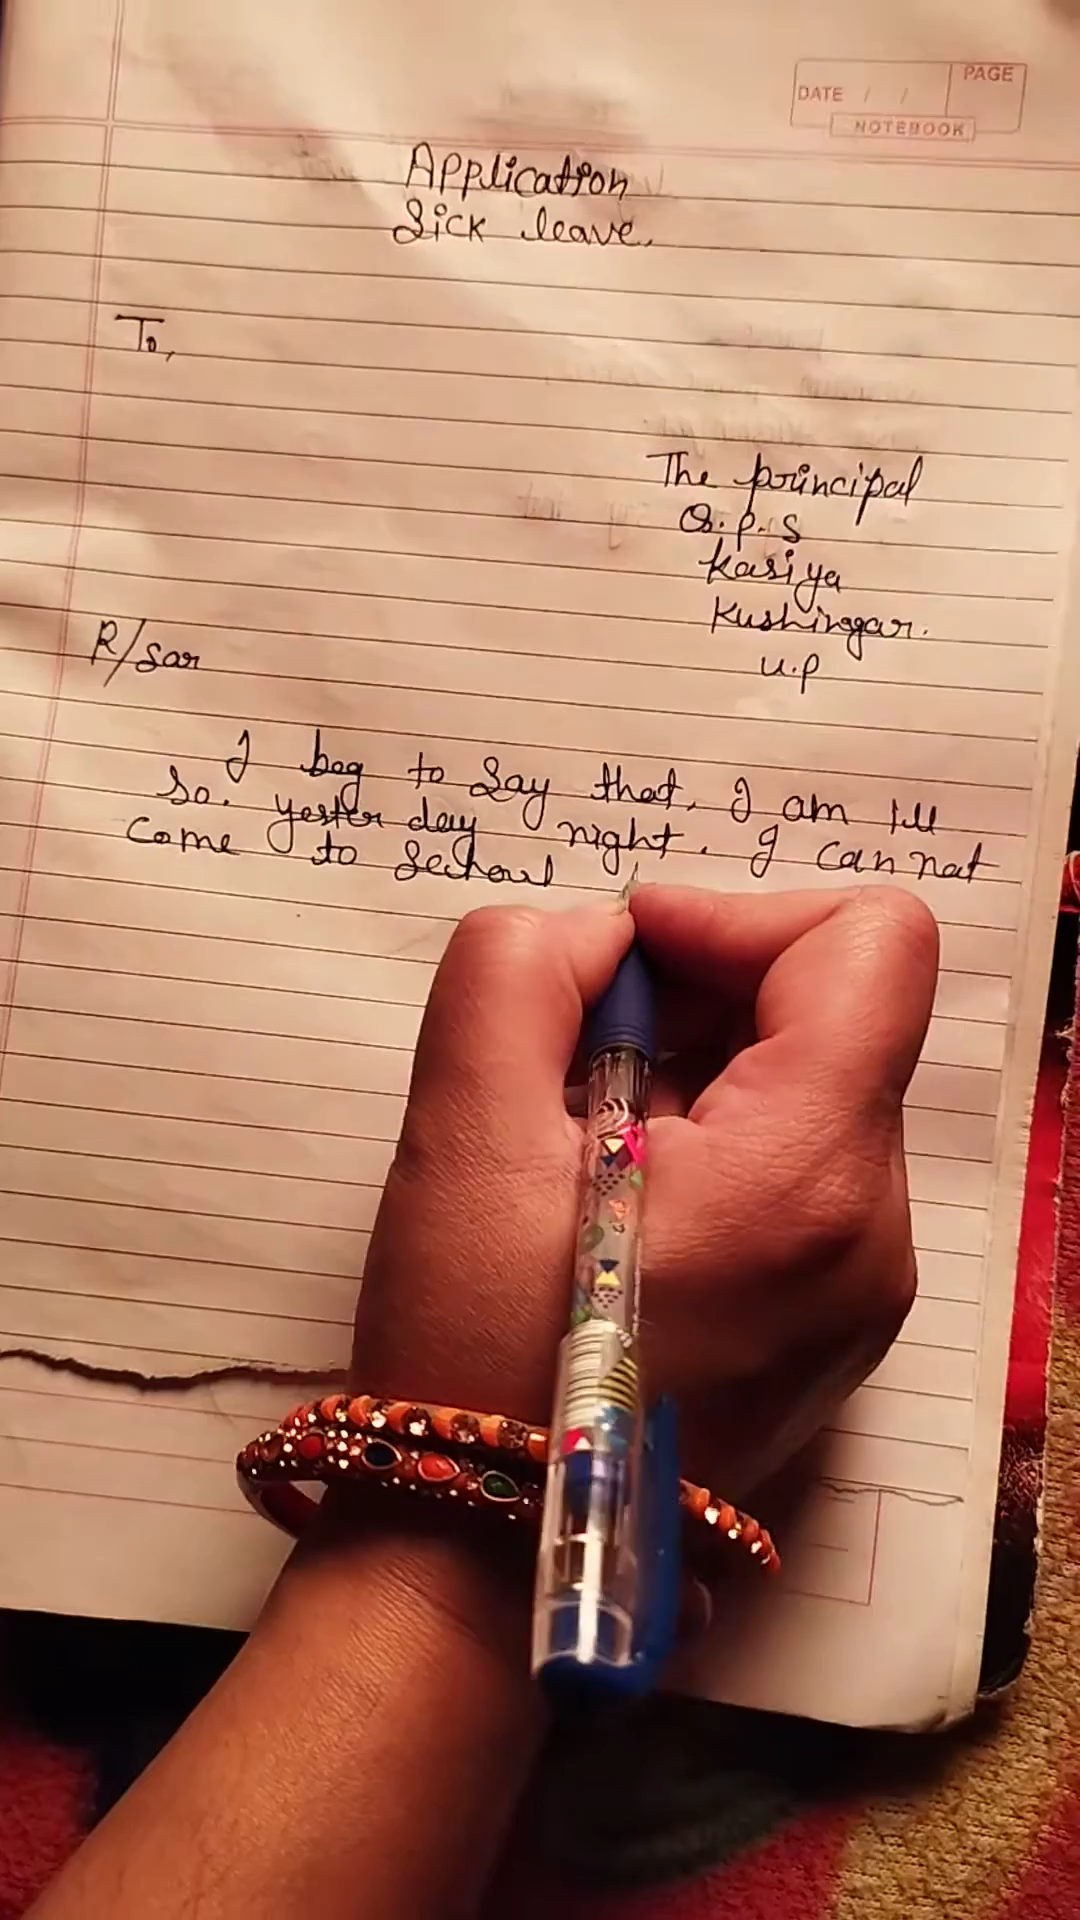 PAGE
DATE / /
NOTEBOOK
Application
Sick leave.
To,
The principal
G.P.S
Kasiya
Kushingar.
U.P
R/sar
I beg to say that, I am ill
So. yester day night. I can not
come to School